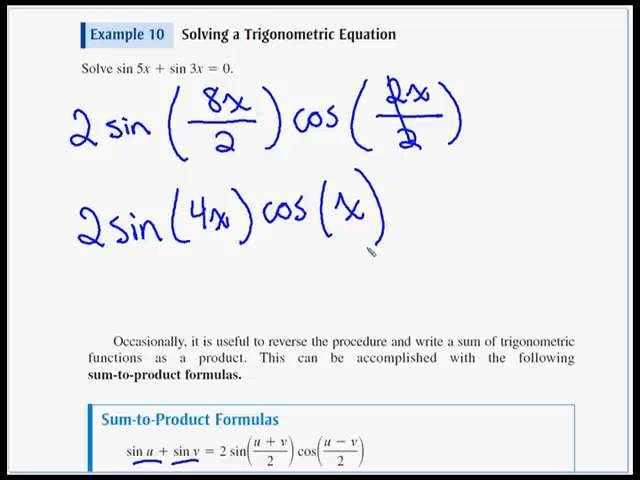 Example 10 Solving a Trigonometric Equation
Solve sin 5x + sin 3x = 0.
2 sin (8x/2) cos (2x/2)
2 sin (4x) cos (x)
Occasionally, it is useful to reverse the procedure and write a sum of trigonometric
functions as a product. This can be accomplished with the following
sum-to-product formulas.
Sum-to-Product Formulas
sin u + sin v = 2 sin((u + v)/2) cos((u − v)/2)